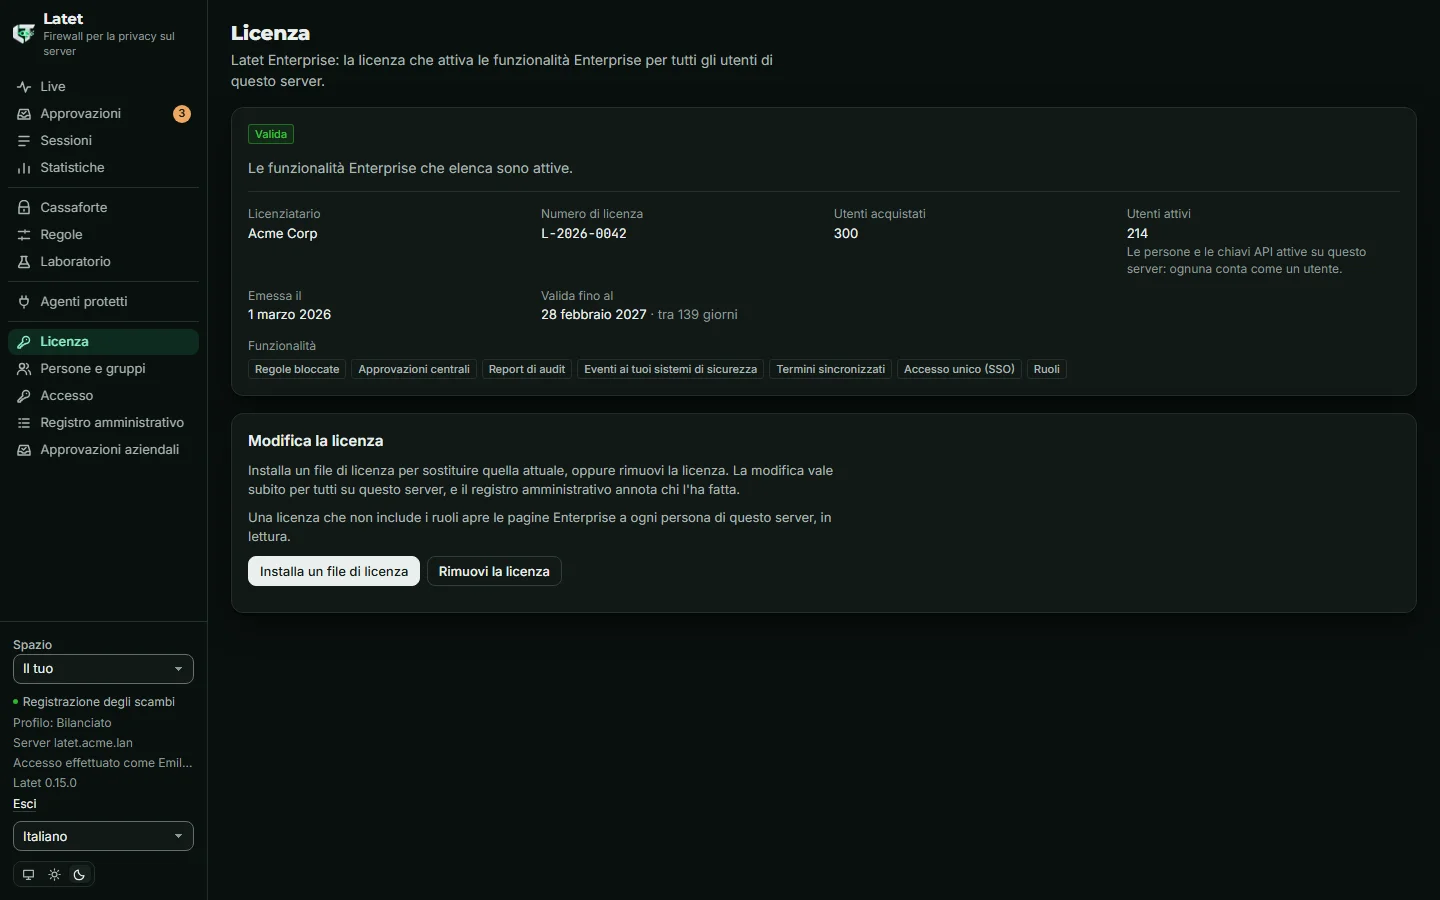 Latet
Firewall per la privacy sul
server
Live
Approvazioni
3
Sessioni
Statistiche
Cassaforte
Regole
Laboratorio
Agenti protetti
Licenza
Persone e gruppi
Accesso
Registro amministrativo
Approvazioni aziendali
Spazio
Il tuo
Registrazione degli scambi
Profilo: Bilanciato
Server latet.acme.lan
Accesso effettuato come Emil...
Latet 0.15.0
Esci
Italiano
Licenza
Latet Enterprise: la licenza che attiva le funzionalità Enterprise per tutti gli utenti di
questo server.
Valida
Le funzionalità Enterprise che elenca sono attive.
Licenziatario
Acme Corp
Numero di licenza
L-2026-0042
Utenti acquistati
300
Utenti attivi
214
Le persone e le chiavi API attive su questo
server: ognuna conta come un utente.
Emessa il
1 marzo 2026
Valida fino al
28 febbraio 2027 · tra 139 giorni
Funzionalità
Regole bloccate
Approvazioni centrali
Report di audit
Eventi ai tuoi sistemi di sicurezza
Termini sincronizzati
Accesso unico (SSO)
Ruoli
Modifica la licenza
Installa un file di licenza per sostituire quella attuale, oppure rimuovi la licenza. La modifica vale
subito per tutti su questo server, e il registro amministrativo annota chi l'ha fatta.
Una licenza che non include i ruoli apre le pagine Enterprise a ogni persona di questo server, in
lettura.
Installa un file di licenza
Rimuovi la licenza